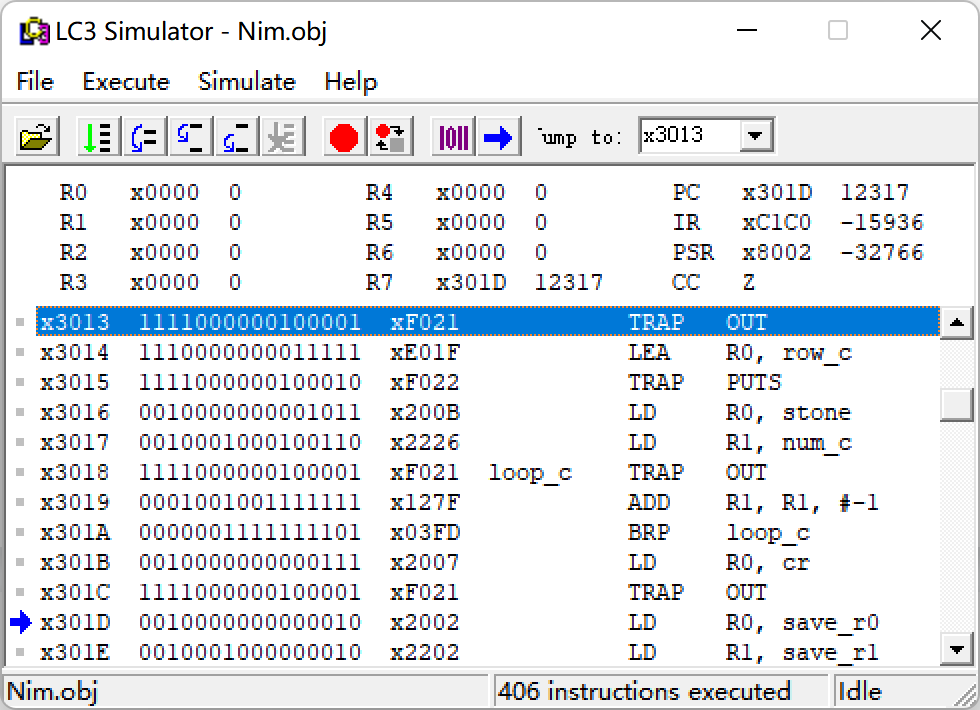 LC3 Simulator - Nim.obj
File Execute Simulate Help
Jump to: x3013
R0 x0000 0 R4 x0000 0 PC x301D 12317
R1 x0000 0 R5 x0000 0 IR xC1C0 -15936
R2 x0000 0 R6 x0000 0 PSR x8002 -32766
R3 x0000 0 R7 x301D 12317 CC Z
x3013 1111000000100001 xF021 TRAP OUT
x3014 1110000000011111 xE01F LEA R0, row_c
x3015 1111000000100010 xF022 TRAP PUTS
x3016 0010000000001011 x200B LD R0, stone
x3017 0010001000100110 x2226 LD R1, num_c
x3018 1111000000100001 xF021 loop_c TRAP OUT
x3019 0001001001111111 x127F ADD R1, R1, #-1
x301A 0000001111111101 x03FD BRP loop_c
x301B 0010000000000111 x2007 LD R0, cr
x301C 1111000000100001 xF021 TRAP OUT
x301D 0010000000000010 x2002 LD R0, save_r0
x301E 0010001000000010 x2202 LD R1, save_r1
Nim.obj 406 instructions executed Idle